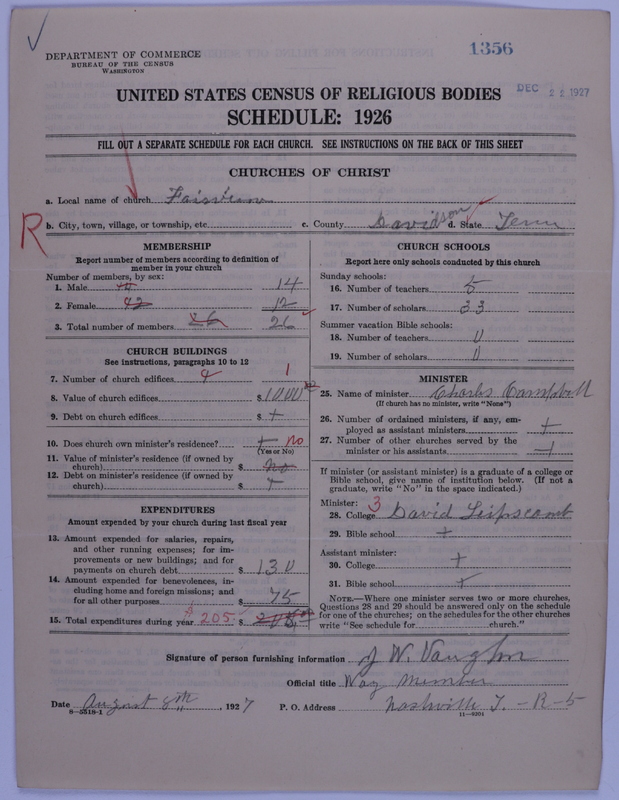 1356
DEPARTMENT OF COMMERCE
BUREAU OF THE CENSUS
WASHINGTON
DEC 22 1927
UNITED STATES CENSUS OF RELIGIOUS BODIES
SCHEDULE: 1926
FILL OUT A SEPARATE SCHEDULE FOR EACH CHURCH. SEE INSTRUCTIONS ON THE BACK OF THIS SHEET
CHURCHES OF CHRIST
a. Local name of church
R
b. City, town, village, or township, etc. c. County Davidson d. State Tenn
MEMBERSHIP
Report number of members according to definition of
member in your church
Number of members, by sex:
1. Male 14
2. Female 12
3. Total number of members 26
CHURCH BUILDINGS
See instructions, paragraphs 10 to 12
7. Number of church edifices 1
8. Value of church edifices $1000
9. Debt on church edifices $ +
10. Does church own minister's residence? no
(Yes or No)
11. Value of minister's residence (if owned by
church) $ no
12. Debt on minister's residence (if owned by
church) $ +
EXPENDITURES
Amount expended by your church during last fiscal year
13. Amount expended for salaries, repairs,
and other running expenses; for im-
provements or new buildings; and for
payments on church debt $ 130
14. Amount expended for benevolences, in-
cluding home and foreign missions; and
for all other purposes $ 75
15. Total expenditures during year $205. $
CHURCH SCHOOLS
Report here only schools conducted by this church
Sunday schools:
16. Number of teachers 5
17. Number of scholars 33
Summer vacation Bible schools:
18. Number of teachers 0
19. Number of scholars 0
MINISTER
25. Name of minister Charles Campbell
(If church has no minister, write "None")
26. Number of ordained ministers, if any, em-
ployed as assistant ministers +
27. Number of other churches served by the
minister or his assistants
If minister (or assistant minister) is a graduate of a college or
Bible school, give name of institution below. (If not a
graduate, write "No" in the space indicated.)
Minister:
28. College 3 David Lipscomb
29. Bible school +
Assistant minister:
30. College +
31. Bible school +
NOTE.—Where one minister serves two or more churches,
Questions 28 and 29 should be answered only on the schedule
for one of the churches; on the schedules for the other churches
write "See schedule for church."
Signature of person furnishing information J W. Vaughn
Official title Member
Date August 8th, 1927 P. O. Address Nashville T. - R-5
8-5518-1 11-9204